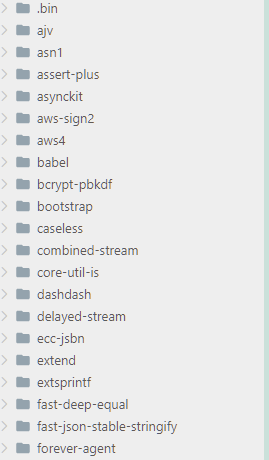 .bin
ajv
asn1
assert-plus
asynckit
aws-sign2
aws4
babel
bcrypt-pbkdf
bootstrap
caseless
combined-stream
core-util-is
dashdash
delayed-stream
ecc-jsbn
extend
extsprintf
fast-deep-equal
fast-json-stable-stringify
forever-agent